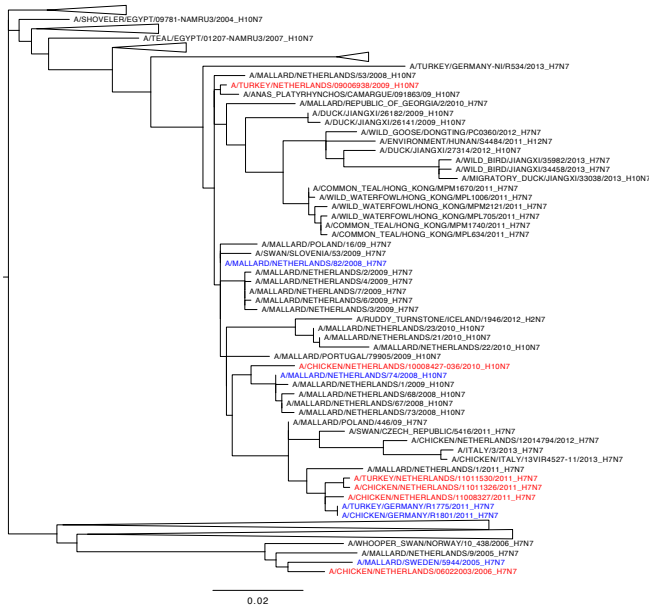 A/SHOVELER/EGYPT/09781-NAMRU3/2004_H10N7
A/TEAL/EGYPT/01207-NAMRU3/2007_H10N7
A/TURKEY/GERMANY-NI/R534/2013_H7N7
A/MALLARD/NETHERLANDS/53/2008_H10N7
A/TURKEY/NETHERLANDS/09006938/2009_H10N7
A/ANAS_PLATYRHYNCHOS/CAMARGUE/091863/09_H10N7
A/MALLARD/REPUBLIC_OF_GEORGIA/2/2010_H7N7
A/DUCK/JIANGXI/26182/2009_H10N7
A/DUCK/JIANGXI/26141/2009_H10N7
A/WILD_GOOSE/DONGTING/PC0360/2012_H7N7
A/ENVIRONMENT/HUNAN/S4484/2011_H12N7
A/DUCK/JIANGXI/27314/2012_H10N7
A/WILD_BIRD/JIANGXI/35982/2013_H7N7
A/WILD_BIRD/JIANGXI/34458/2013_H7N7
A/MIGRATORY_DUCK/JIANGXI/33038/2013_H10N7
A/COMMON_TEAL/HONG_KONG/MPM1670/2011_H7N7
A/WILD_WATERFOWL/HONG_KONG/MPL1006/2011_H7N7
A/WILD_WATERFOWL/HONG_KONG/MPM2121/2011_H7N7
A/WILD_WATERFOWL/HONG_KONG/MPL705/2011_H7N7
A/COMMON_TEAL/HONG_KONG/MPM1740/2011_H7N7
A/COMMON_TEAL/HONG_KONG/MPL634/2011_H7N7
A/MALLARD/POLAND/16/09_H7N7
A/SWAN/SLOVENIA/53/2009_H7N7
A/MALLARD/NETHERLANDS/82/2008_H7N7
A/MALLARD/NETHERLANDS/2/2009_H7N7
A/MALLARD/NETHERLANDS/4/2009_H7N7
A/MALLARD/NETHERLANDS/7/2009_H7N7
A/MALLARD/NETHERLANDS/6/2009_H7N7
A/MALLARD/NETHERLANDS/3/2009_H7N7
A/RUDDY_TURNSTONE/ICELAND/1946/2012_H2N7
A/MALLARD/NETHERLANDS/23/2010_H10N7
A/MALLARD/NETHERLANDS/21/2010_H10N7
A/MALLARD/NETHERLANDS/22/2010_H10N7
A/MALLARD/PORTUGAL/79905/2009_H10N7
A/CHICKEN/NETHERLANDS/10008427-036/2010_H10N7
A/MALLARD/NETHERLANDS/74/2008_H10N7
A/MALLARD/NETHERLANDS/1/2009_H10N7
A/MALLARD/NETHERLANDS/68/2008_H10N7
A/MALLARD/NETHERLANDS/67/2008_H10N7
A/MALLARD/NETHERLANDS/73/2008_H10N7
A/MALLARD/POLAND/446/09_H7N7
A/SWAN/CZECH_REPUBLIC/5416/2011_H7N7
A/CHICKEN/NETHERLANDS/12014794/2012_H7N7
A/ITALY/3/2013_H7N7
A/CHICKEN/ITALY/13VIR4527-11/2013_H7N7
A/MALLARD/NETHERLANDS/1/2011_H7N7
A/TURKEY/NETHERLANDS/11011530/2011_H7N7
A/CHICKEN/NETHERLANDS/11011326/2011_H7N7
A/CHICKEN/NETHERLANDS/11008327/2011_H7N7
A/TURKEY/GERMANY/R1775/2011_H7N7
A/CHICKEN/GERMANY/R1801/2011_H7N7
A/WHOOPER_SWAN/NORWAY/10_438/2006_H7N7
A/MALLARD/NETHERLANDS/9/2005_H7N7
A/MALLARD/SWEDEN/5944/2005_H7N7
A/CHICKEN/NETHERLANDS/06022003/2006_H7N7
0.02